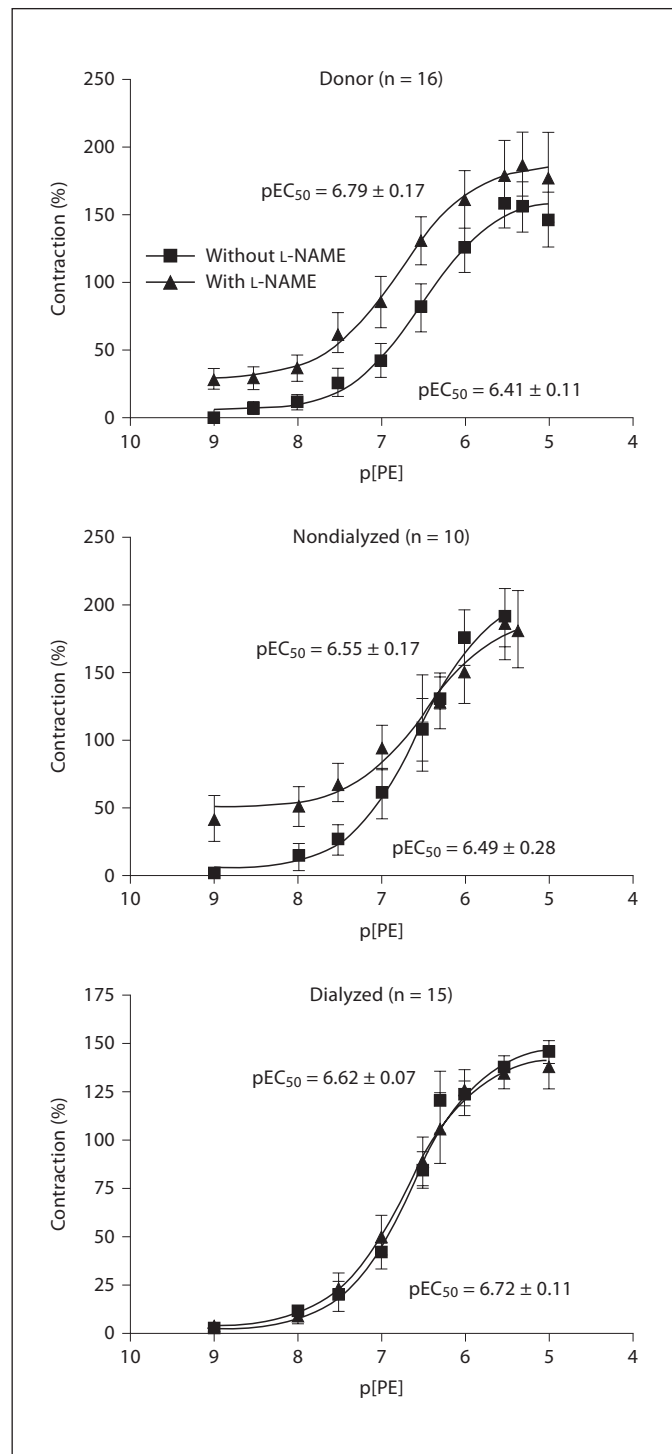 Donor (n = 16)
250
200
150
100
50
0
Contraction (%)
pEC50 = 6.79 ± 0.17
Without L-NAME
With L-NAME
pEC50 = 6.41 ± 0.11
10 9 8 7 6 5 4
p[PE]
Nondialyzed (n = 10)
250
200
150
100
50
0
Contraction (%)
pEC50 = 6.55 ± 0.17
pEC50 = 6.49 ± 0.28
10 9 8 7 6 5 4
p[PE]
Dialyzed (n = 15)
175
150
125
100
75
50
25
0
Contraction (%)
pEC50 = 6.62 ± 0.07
pEC50 = 6.72 ± 0.11
10 9 8 7 6 5 4
p[PE]